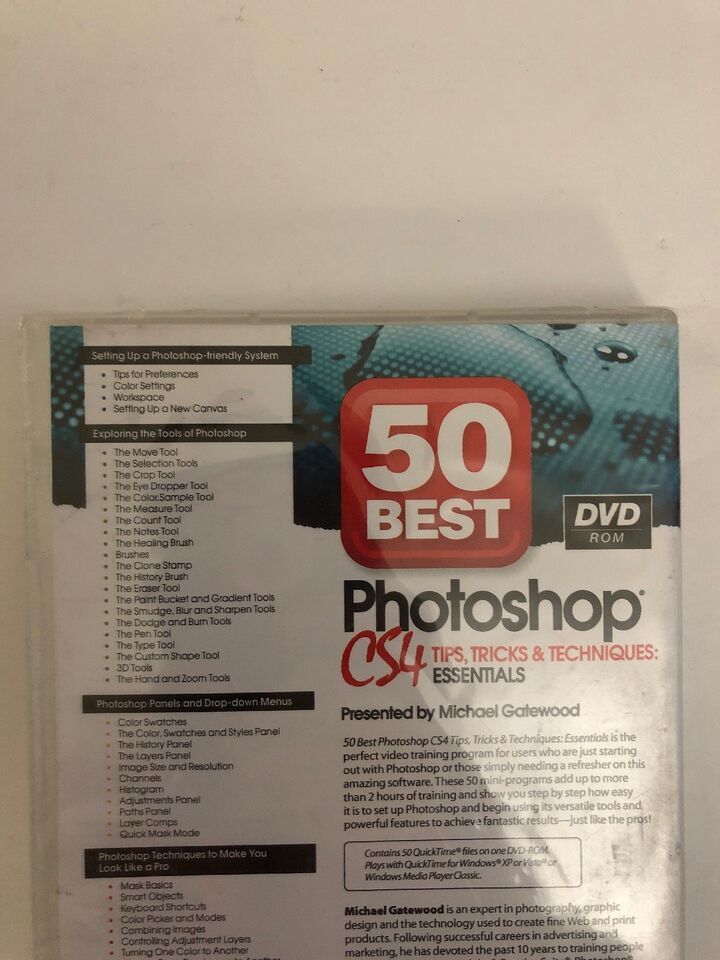 Setting Up a Photoshop-friendly System
• Tips for Preferences
• Color Settings
• Workspace
• Setting Up a New Canvas
Exploring the Tools of Photoshop
• The Move Tool
• The Selection Tools
• The Crop Tool
• The Eye Dropper Tool
• The Color Sample Tool
• The Measure Tool
• The Count Tool
• The Notes Tool
• The Healing Brush
• Brushes
• The Clone Stamp
• The History Brush
• The Eraser Tool
• The Paint Bucket and Gradient Tools
• The Smudge, Blur and Sharpen Tools
• The Dodge and Burn Tools
• The Pen Tool
• The Type Tool
• The Custom Shape Tool
• 3D Tools
• The Hand and Zoom Tools
Photoshop Panels and Drop-down Menus
• Color Swatches
• The Color, Swatches and Styles Panel
• The History Panel
• The Layers Panel
• Image Size and Resolution
• Channels
• Histogram
• Adjustments Panel
• Paths Panel
• Layer Comps
• Quick Mask Mode
Photoshop Techniques to Make You
Look Like a Pro
• Mask Basics
• Smart Objects
• Keyboard Shortcuts
• Color Picker and Modes
• Combining Images
• Controlling Adjustment Layers
• Turning One Color to Another
50
BEST
DVD
ROM
Photoshop®
CS4 TIPS, TRICKS & TECHNIQUES:
ESSENTIALS
Presented by Michael Gatewood
50 Best Photoshop CS4 Tips, Tricks & Techniques: Essentials is the
perfect video training program for users who are just starting
out with Photoshop or those simply needing a refresher on this
amazing software. These 50 mini-programs add up to more
than 2 hours of training and show you step by step how easy
it is to set up Photoshop and begin using its versatile tools and
powerful features to achieve fantastic results—just like the pros!
Contains 50 QuickTime® files on one DVD-ROM.
Plays with QuickTime for Windows® XP or Vista® or
Windows Media Player Classic.
Michael Gatewood is an expert in photography, graphic
design and the technology used to create fine Web and print
products. Following successful careers in advertising and
marketing, he has devoted the past 10 years to training people